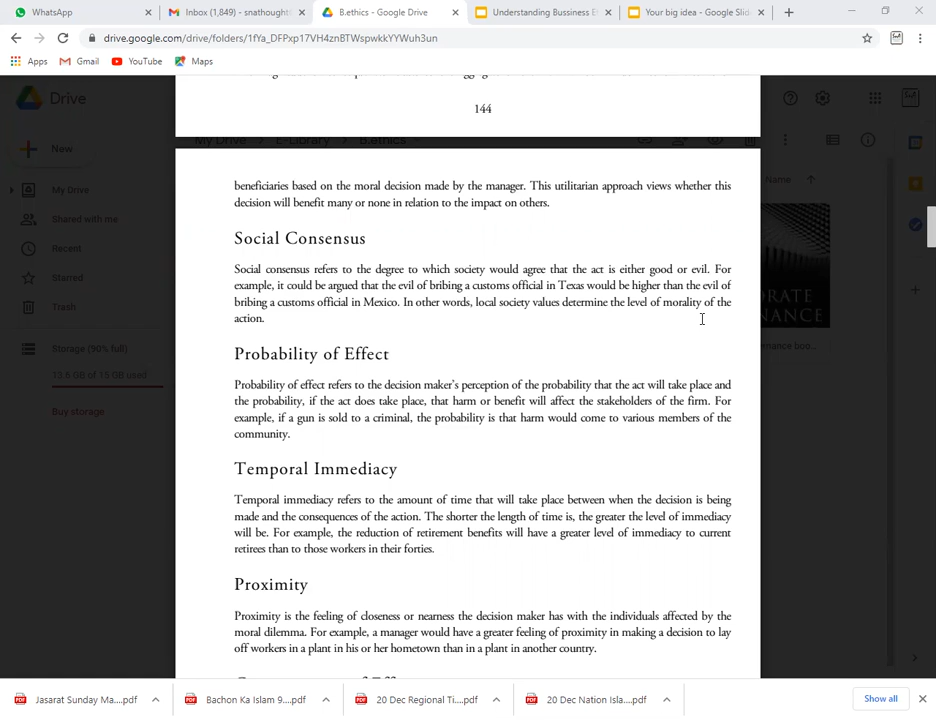 WhatsApp
Inbox (1,849) - snathought
B.ethics - Google Drive
Understanding Bussiness E
Your big idea - Google Slid
drive.google.com/drive/folders/1fYa_DFPxp17VH4znBTWspwkkYYWuh3un
Apps
Gmail
YouTube
Maps
Drive
144
My Drive
E-Library
B.ethics
New
My Drive
Shared with me
Recent
Starred
Trash
Storage (90% full)
13.6 GB of 15 GB used
Buy storage
Name
beneficiaries based on the moral decision made by the manager. This utilitarian approach views whether this
decision will benefit many or none in relation to the impact on others.
Social Consensus
Social consensus refers to the degree to which society would agree that the act is either good or evil. For
example, it could be argued that the evil of bribing a customs official in Texas would be higher than the evil of
bribing a customs official in Mexico. In other words, local society values determine the level of morality of the
action.
ORATE
NANCE
nance boo...
Probability of Effect
Probability of effect refers to the decision maker's perception of the probability that the act will take place and
the probability, if the act does take place, that harm or benefit will affect the stakeholders of the firm. For
example, if a gun is sold to a criminal, the probability is that harm would come to various members of the
community.
Temporal Immediacy
Temporal immediacy refers to the amount of time that will take place between when the decision is being
made and the consequences of the action. The shorter the length of time is, the greater the level of immediacy
will be. For example, the reduction of retirement benefits will have a greater level of immediacy to current
retirees than to those workers in their forties.
Proximity
Proximity is the feeling of closeness or nearness the decision maker has with the individuals affected by the
moral dilemma. For example, a manager would have a greater feeling of proximity in making a decision to lay
off workers in a plant in his or her hometown than in a plant in another country.
Jasarat Sunday Ma....pdf
Bachon Ka Islam 9....pdf
20 Dec Regional Ti....pdf
20 Dec Nation Isla....pdf
Show all